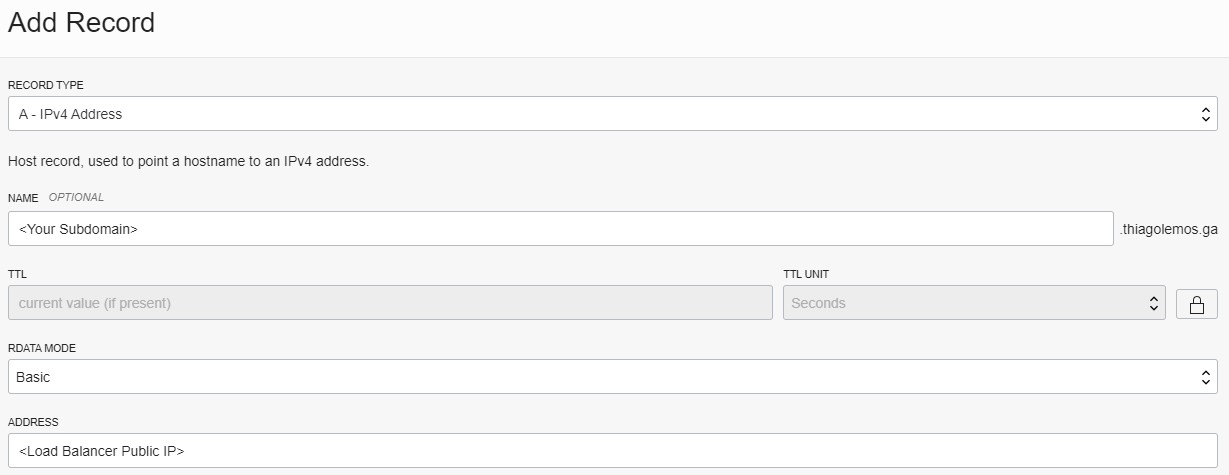 Add Record
RECORD TYPE
A - IPv4 Address
Host record, used to point a hostname to an IPv4 address.
NAME OPTIONAL
<Your Subdomain> .thiagolemos.ga
TTL TTL UNIT
current value (if present) Seconds
RDATA MODE
Basic
ADDRESS
<Load Balancer Public IP>